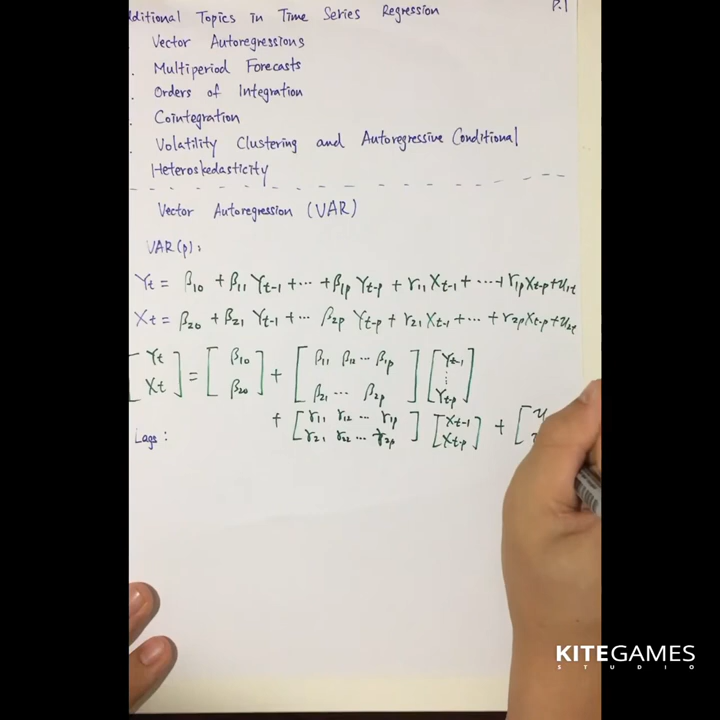 dditional Topics in Time Series Regression P.1
Vector Autoregressions
Multiperiod Forecasts
Orders of Integration
Cointegration
Volatility Clustering and Autoregressive Conditional
Heteroskedasticity
Vector Autoregression (VAR)
VAR(p):
Yt = β10 + β11 Yt-1 + ... + β1p Yt-p + γ11 Xt-1 + ... + γ1p Xt-p + u1t
Xt = β20 + β21 Yt-1 + ... β2p Yt-p + γ21 Xt-1 + ... + γ2p Xt-p + u2t
[Yt Xt] = [β10 β20] + [β11 β12 ... β1p β21 ... β2p] [Yt-1 ... Yt-p]
+ [γ11 γ12 ... γ1p γ21 γ22 ... γ2p] [Xt-1 Xt-p] + [u
Lags:
KITEGAMES
STUDIO